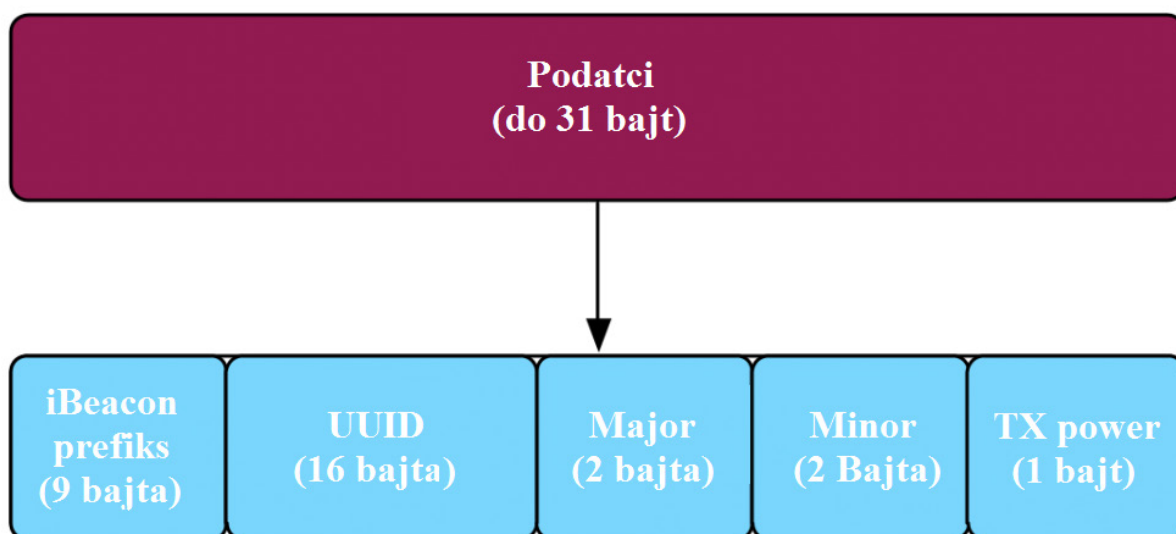 Podatci
(do 31 bajt)
iBeacon
prefiks
(9 bajta)
UUID
(16 bajta)
Major
(2 bajta)
Minor
(2 Bajta)
TX power
(1 bajt)